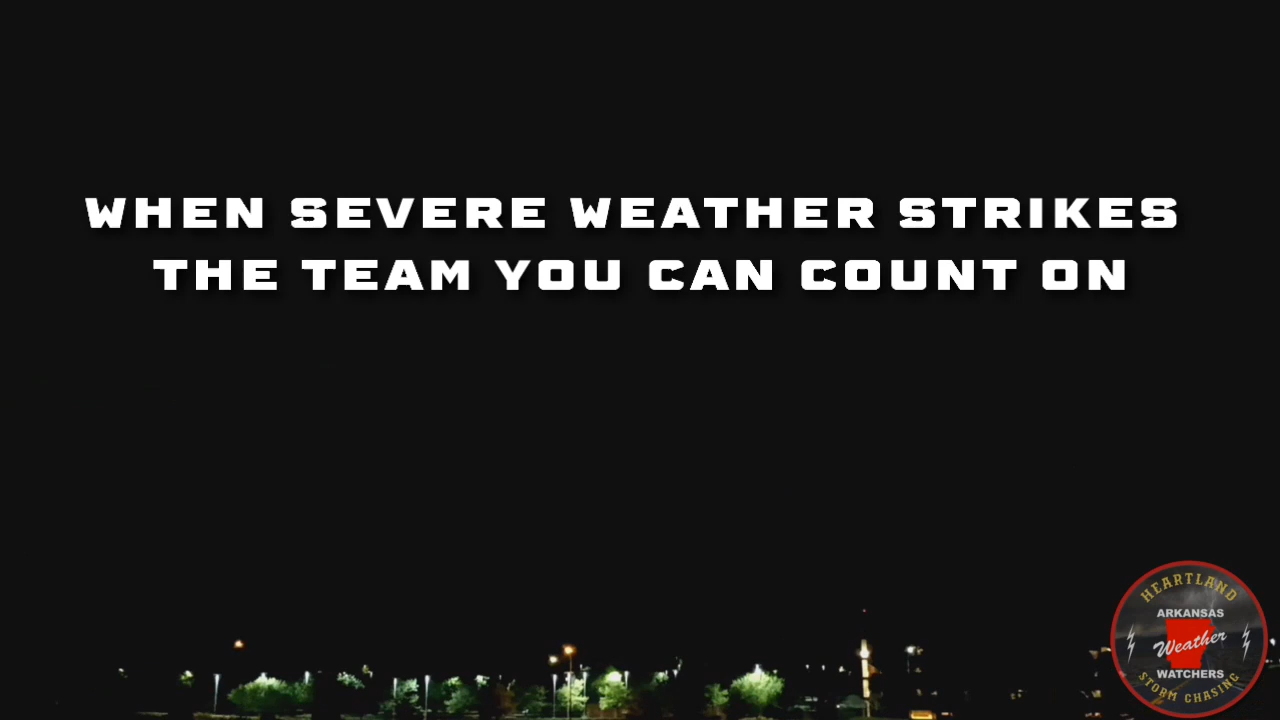 WHEN SEVERE WEATHER STRIKES
THE TEAM YOU CAN COUNT ON
HEARTLAND
ARKANSAS
Weather
WATCHERS
STORM CHASING